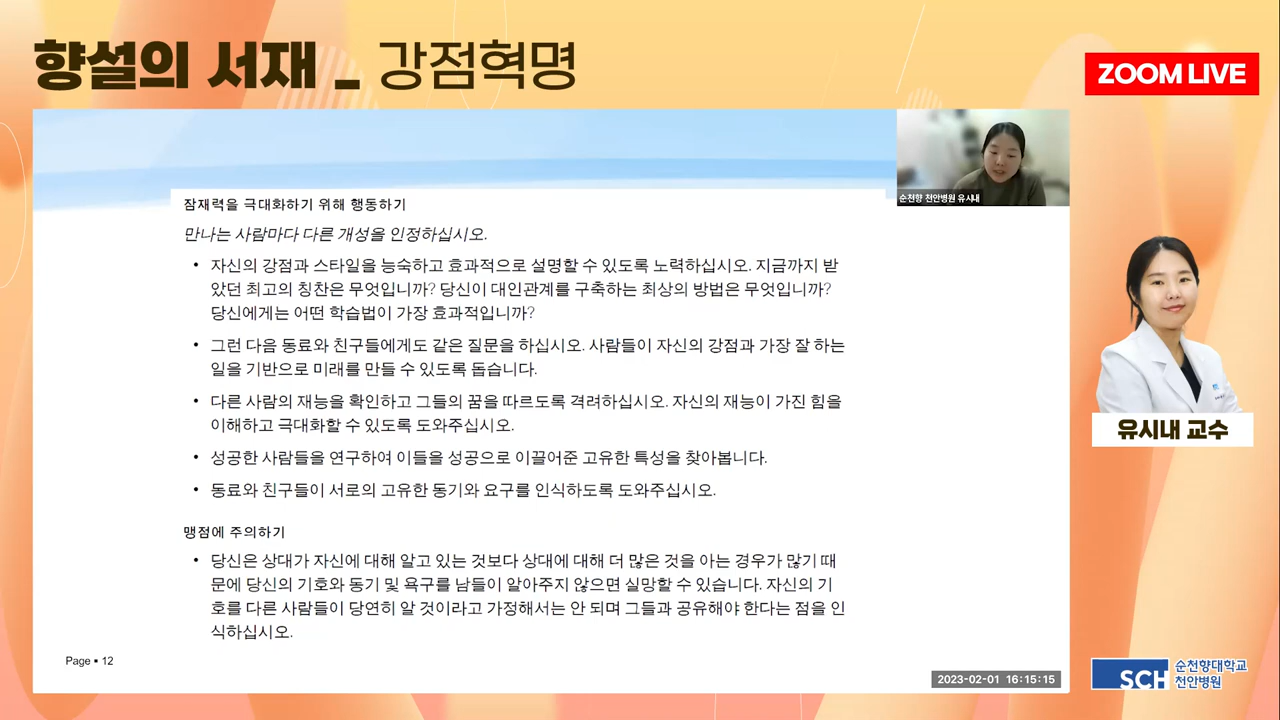 향설의 서재 _ 강점혁명
ZOOM LIVE
순천향 천안병원 유시내
잠재력을 극대화하기 위해 행동하기
만나는 사람마다 다른 개성을 인정하십시오.
• 자신의 강점과 스타일을 능숙하고 효과적으로 설명할 수 있도록 노력하십시오. 지금까지 받
았던 최고의 칭찬은 무엇입니까? 당신이 대인관계를 구축하는 최상의 방법은 무엇입니까?
당신에게는 어떤 학습법이 가장 효과적입니까?
• 그런 다음 동료와 친구들에게도 같은 질문을 하십시오. 사람들이 자신의 강점과 가장 잘 하는
일을 기반으로 미래를 만들 수 있도록 돕습니다.
• 다른 사람의 재능을 확인하고 그들의 꿈을 따르도록 격려하십시오. 자신의 재능이 가진 힘을
이해하고 극대화할 수 있도록 도와주십시오.
• 성공한 사람들을 연구하여 이들을 성공으로 이끌어준 고유한 특성을 찾아봅니다.
• 동료와 친구들이 서로의 고유한 동기와 요구를 인식하도록 도와주십시오.
맹점에 주의하기
• 당신은 상대가 자신에 대해 알고 있는 것보다 상대에 대해 더 많은 것을 아는 경우가 많기 때
문에 당신의 기호와 동기 및 욕구를 남들이 알아주지 않으면 실망할 수 있습니다. 자신의 기
호를 다른 사람들이 당연히 알 것이라고 가정해서는 안 되며 그들과 공유해야 한다는 점을 인
식하십시오.
Page ▪ 12
2023-02-01 16:15:15
유시내 교수
SCH 순천향대학교
천안병원